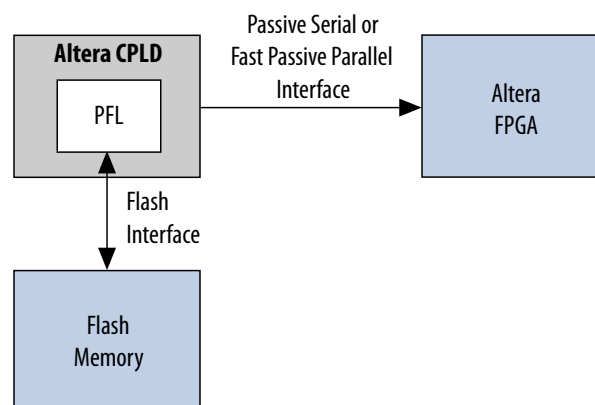 Passive Serial or
Fast Passive Parallel
Interface
Altera CPLD
PFL
Altera
FPGA
Flash
Interface
Flash
Memory